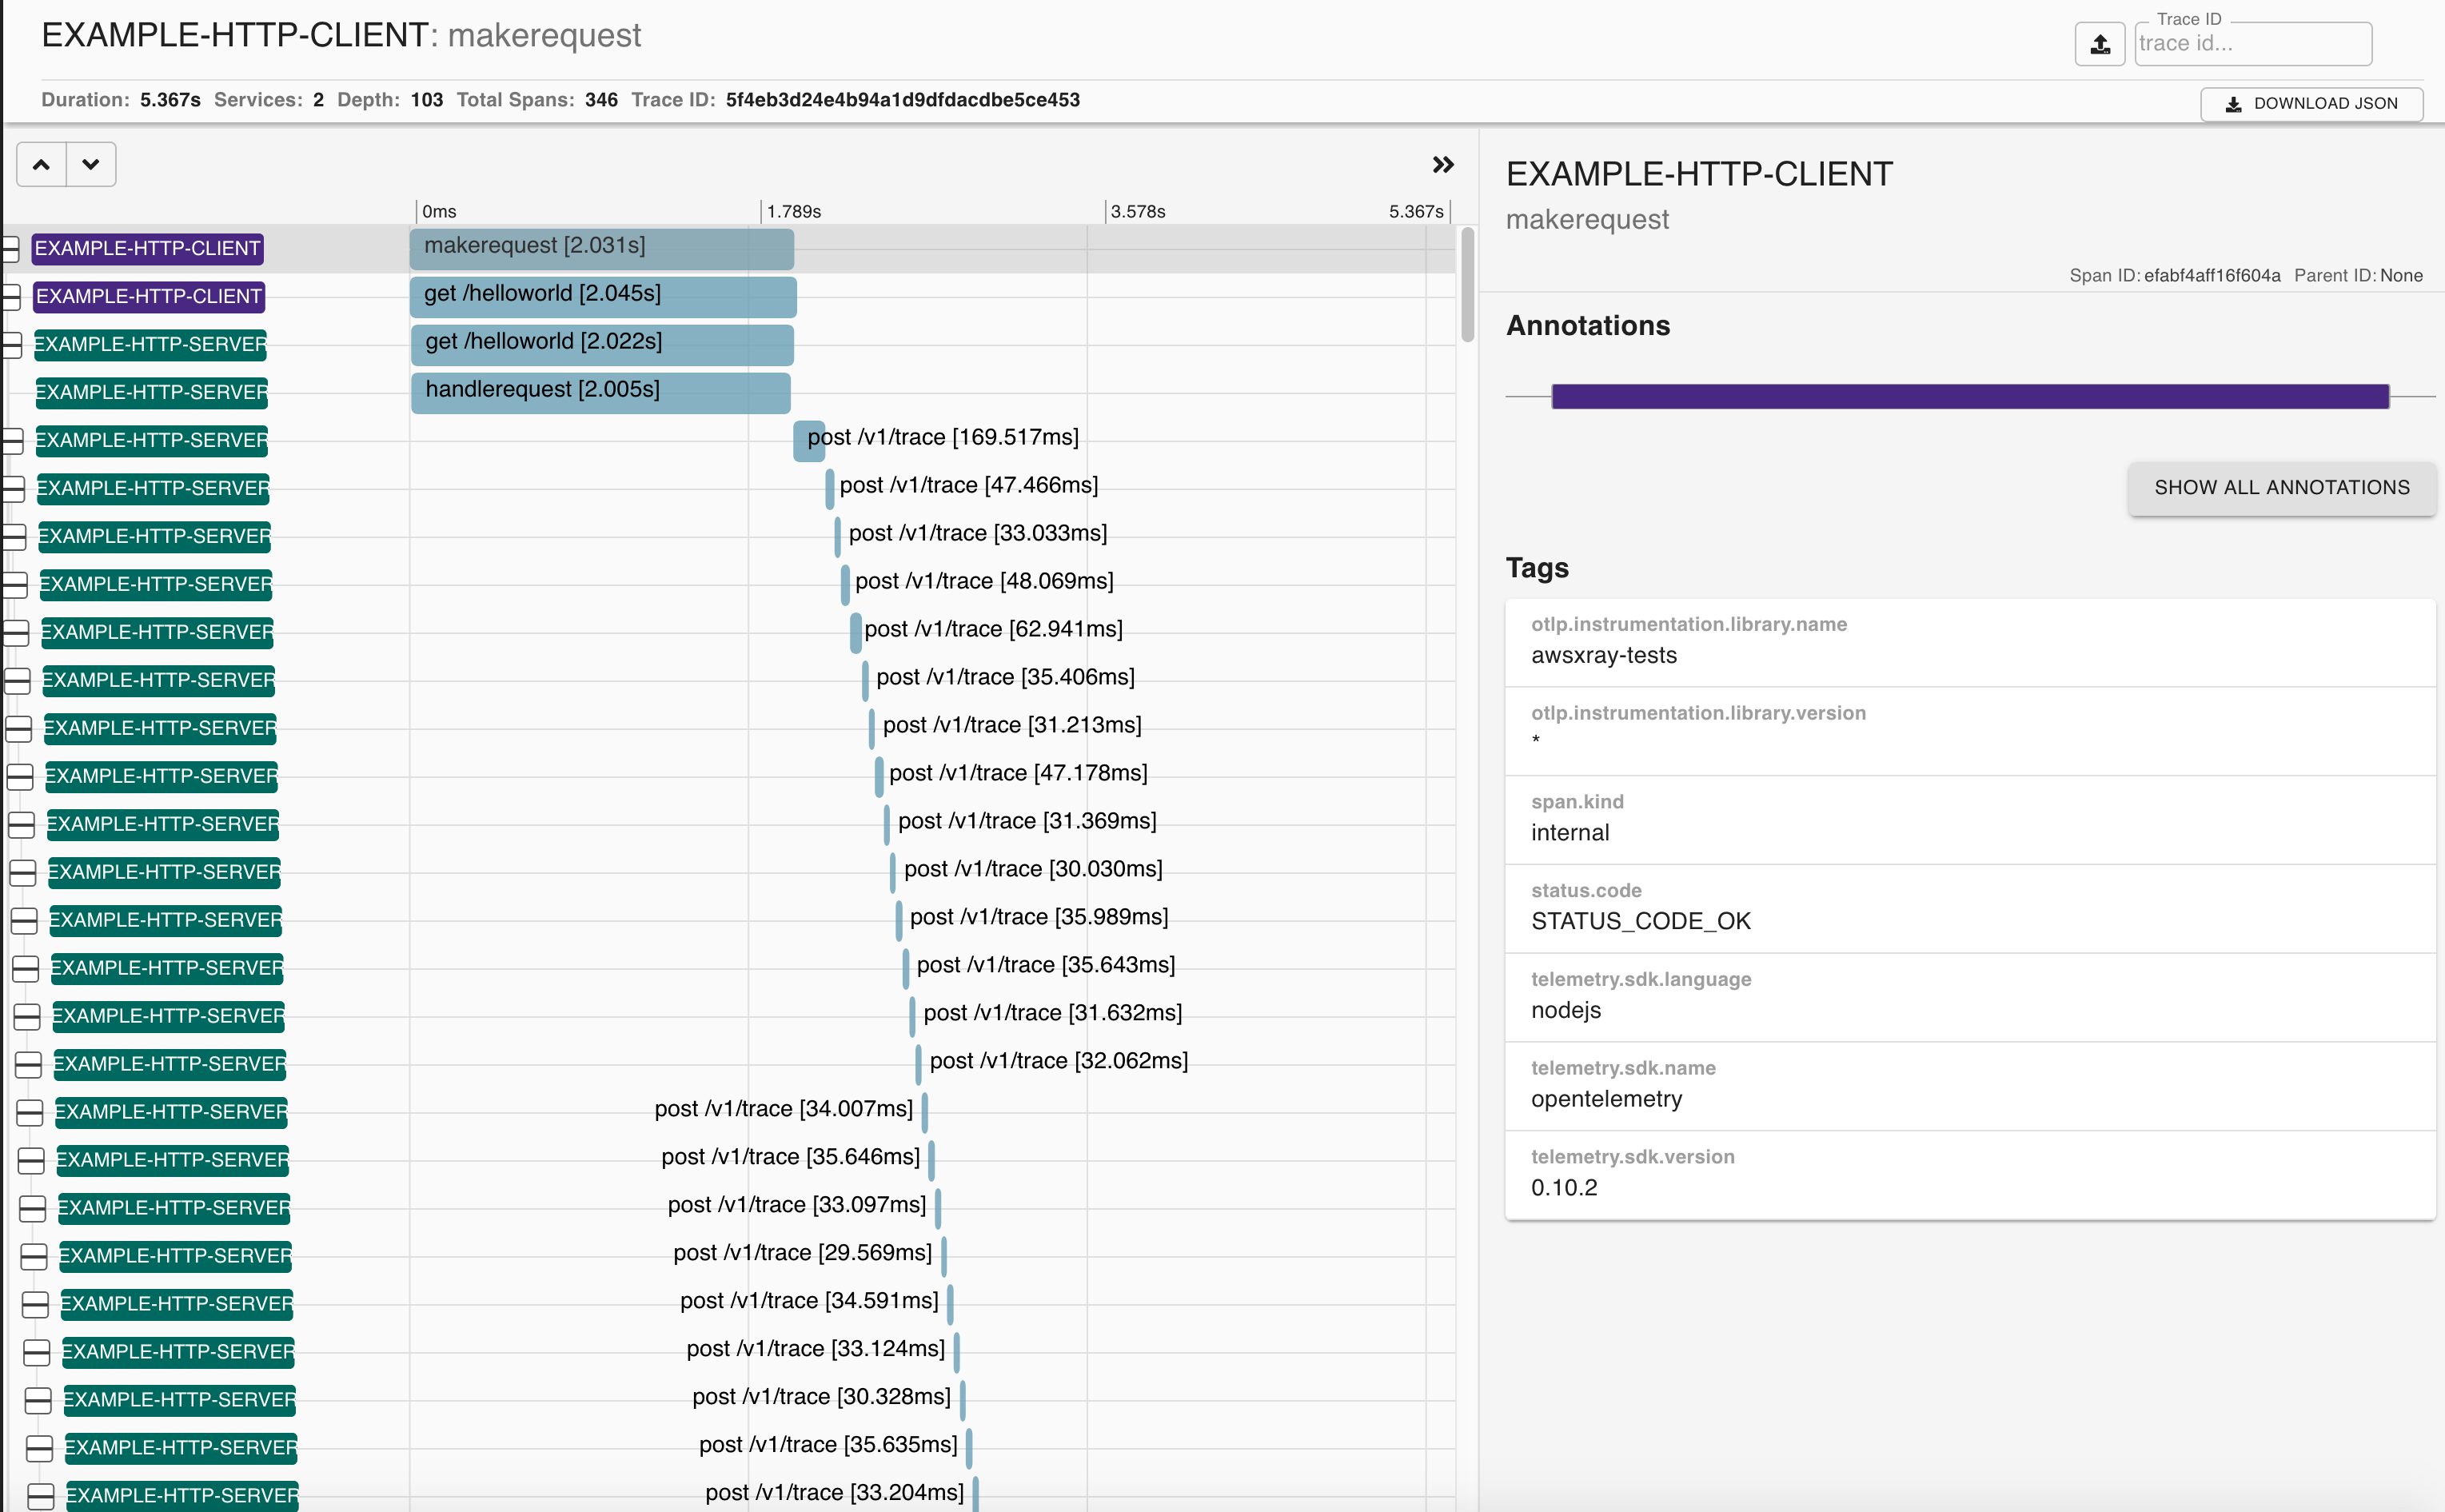 EXAMPLE-HTTP-CLIENT: makerequest
Trace ID
trace id...
Duration: 5.367s Services: 2 Depth: 103 Total Spans: 346 Trace ID: 5f4eb3d24e4b94a1d9dfdacdbe5ce453
DOWNLOAD JSON
0ms 1.789s 3.578s 5.367s
EXAMPLE-HTTP-CLIENT makerequest [2.031s]
EXAMPLE-HTTP-CLIENT get /helloworld [2.045s]
EXAMPLE-HTTP-SERVER get /helloworld [2.022s]
EXAMPLE-HTTP-SERVER handlerequest [2.005s]
EXAMPLE-HTTP-SERVER post /v1/trace [169.517ms]
EXAMPLE-HTTP-SERVER post /v1/trace [47.466ms]
EXAMPLE-HTTP-SERVER post /v1/trace [33.033ms]
EXAMPLE-HTTP-SERVER post /v1/trace [48.069ms]
EXAMPLE-HTTP-SERVER post /v1/trace [62.941ms]
EXAMPLE-HTTP-SERVER post /v1/trace [35.406ms]
EXAMPLE-HTTP-SERVER post /v1/trace [31.213ms]
EXAMPLE-HTTP-SERVER post /v1/trace [47.178ms]
EXAMPLE-HTTP-SERVER post /v1/trace [31.369ms]
EXAMPLE-HTTP-SERVER post /v1/trace [30.030ms]
EXAMPLE-HTTP-SERVER post /v1/trace [35.989ms]
EXAMPLE-HTTP-SERVER post /v1/trace [35.643ms]
EXAMPLE-HTTP-SERVER post /v1/trace [31.632ms]
EXAMPLE-HTTP-SERVER post /v1/trace [32.062ms]
EXAMPLE-HTTP-SERVER post /v1/trace [34.007ms]
EXAMPLE-HTTP-SERVER post /v1/trace [35.646ms]
EXAMPLE-HTTP-SERVER post /v1/trace [33.097ms]
EXAMPLE-HTTP-SERVER post /v1/trace [29.569ms]
EXAMPLE-HTTP-SERVER post /v1/trace [34.591ms]
EXAMPLE-HTTP-SERVER post /v1/trace [33.124ms]
EXAMPLE-HTTP-SERVER post /v1/trace [30.328ms]
EXAMPLE-HTTP-SERVER post /v1/trace [35.635ms]
EXAMPLE-HTTP-SERVER post /v1/trace [33.204ms]
EXAMPLE-HTTP-CLIENT
makerequest
Span ID: efabf4aff16f604a Parent ID: None
Annotations
SHOW ALL ANNOTATIONS
Tags
otlp.instrumentation.library.name
awsxray-tests
otlp.instrumentation.library.version
*
span.kind
internal
status.code
STATUS_CODE_OK
telemetry.sdk.language
nodejs
telemetry.sdk.name
opentelemetry
telemetry.sdk.version
0.10.2